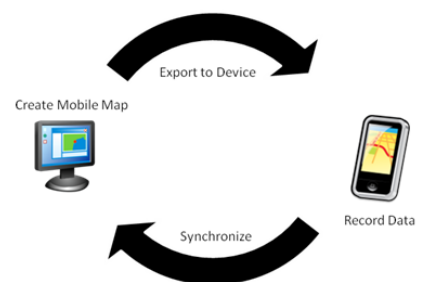 Export to Device
Create Mobile Map
Record Data
Synchronize